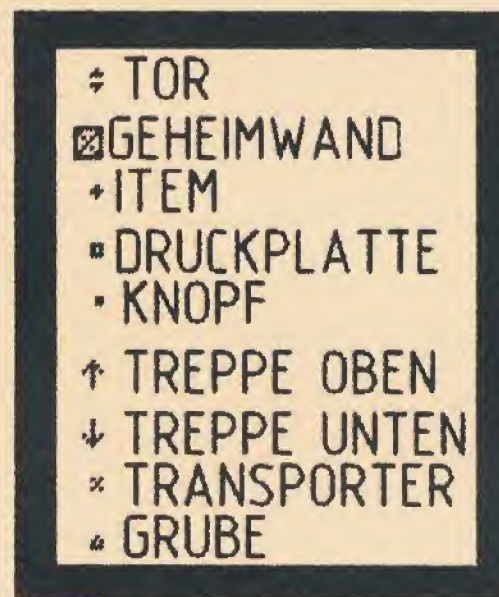 TOR
GEHEIMWAND
ITEM
DRUCKPLATTE
KNOPF
TREPPE OBEN
TREPPE UNTEN
TRANSPORTER
GRUBE